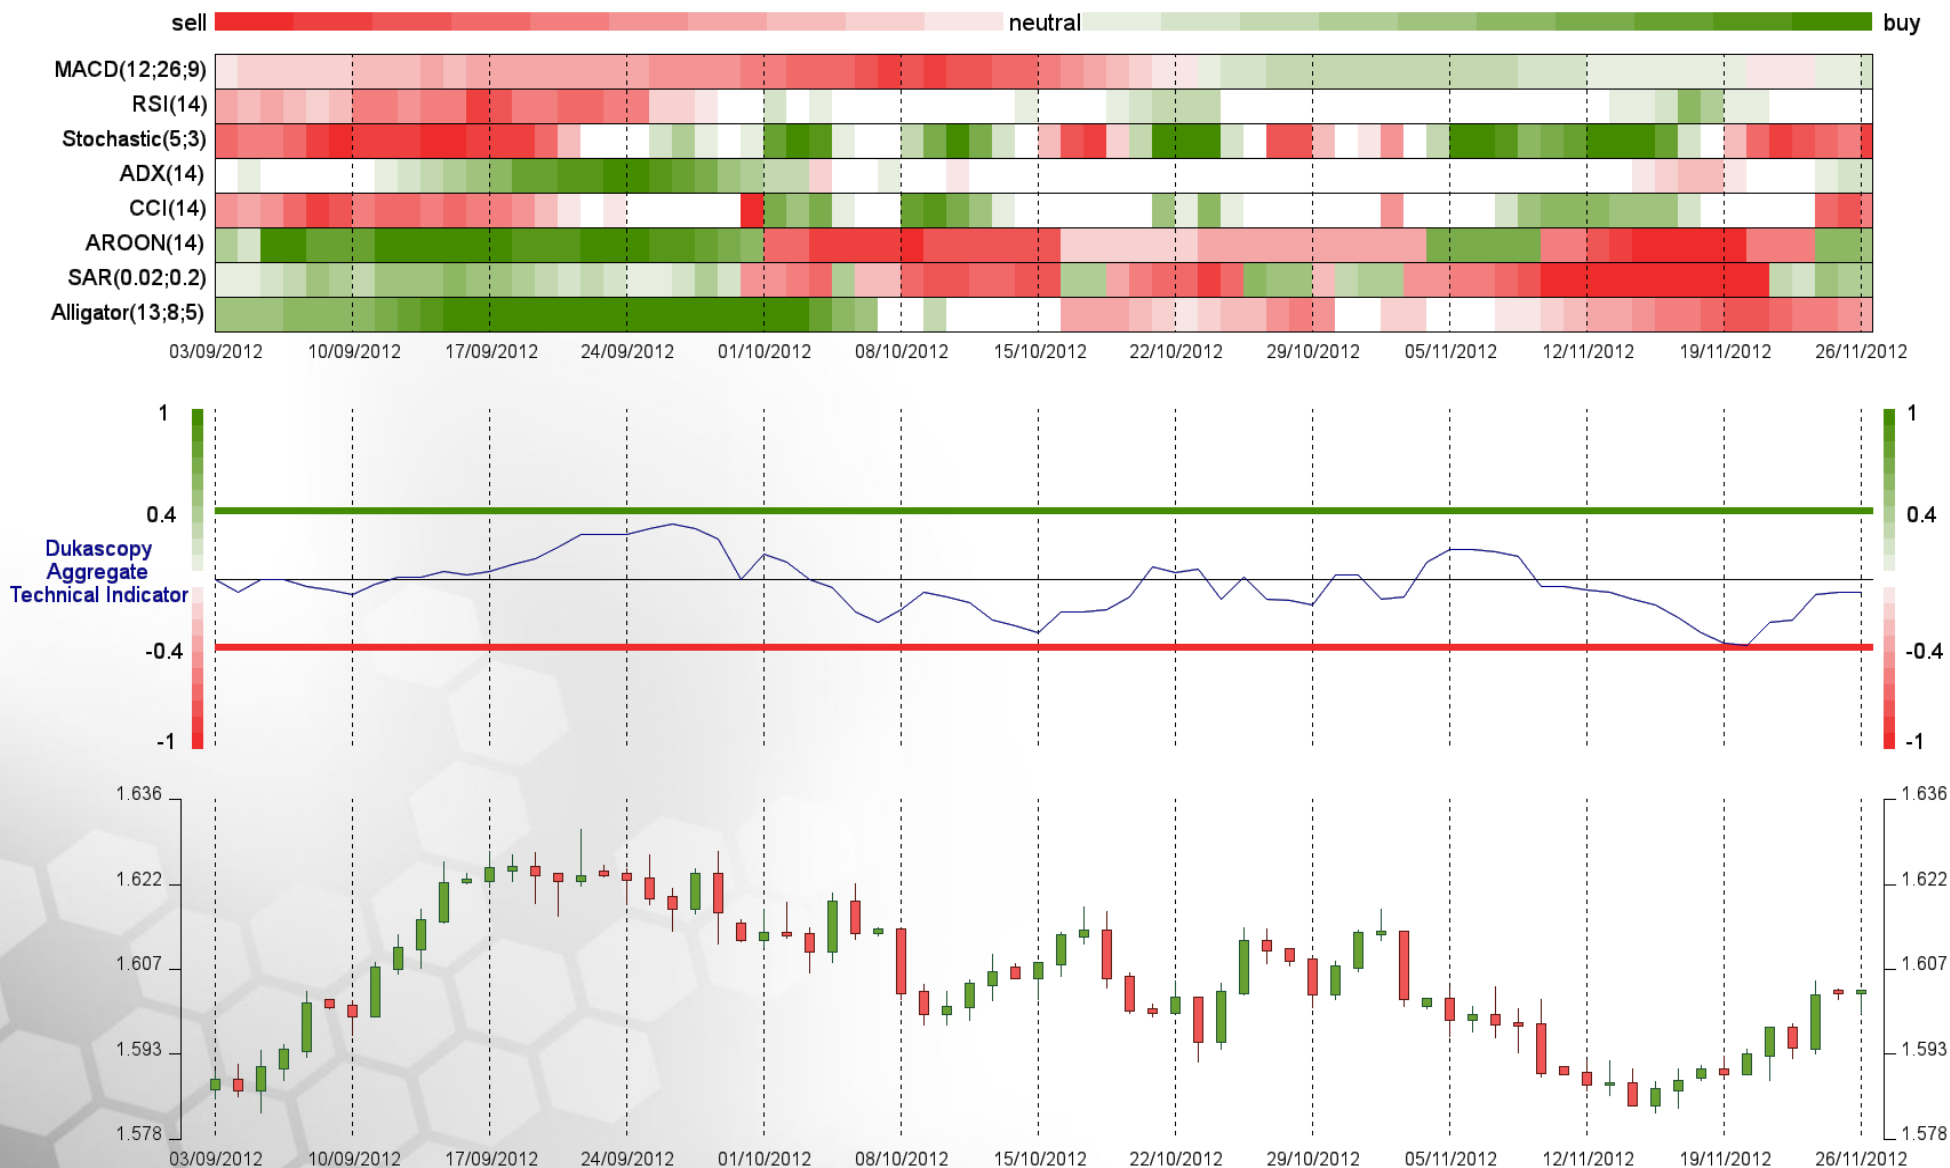 sell neutral buy
MACD(12;26;9)
RSI(14)
Stochastic(5;3)
ADX(14)
CCI(14)
AROON(14)
SAR(0.02;0.2)
Alligator(13;8;5)
03/09/2012 10/09/2012 17/09/2012 24/09/2012 01/10/2012 08/10/2012 15/10/2012 22/10/2012 29/10/2012 05/11/2012 12/11/2012 19/11/2012 26/11/2012
1 1
0.4 0.4
Dukascopy
Aggregate
Technical Indicator
-0.4 -0.4
-1 -1
1.636 1.636
1.622 1.622
1.607 1.607
1.593 1.593
1.578 1.578
03/09/2012 10/09/2012 17/09/2012 24/09/2012 01/10/2012 08/10/2012 15/10/2012 22/10/2012 29/10/2012 05/11/2012 12/11/2012 19/11/2012 26/11/2012